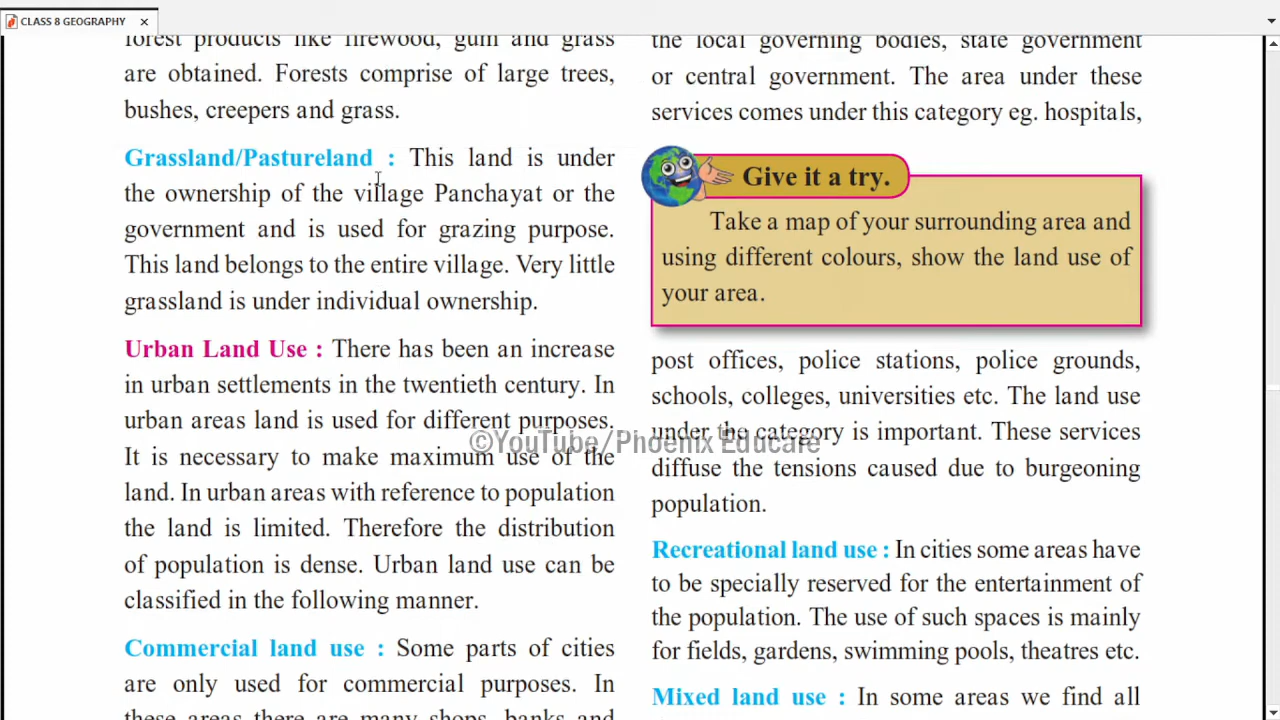 CLASS 8 GEOGRAPHY
forest products like firewood, gum and grass
are obtained. Forests comprise of large trees,
bushes, creepers and grass.
Grassland/Pastureland : This land is under
the ownership of the village Panchayat or the
government and is used for grazing purpose.
This land belongs to the entire village. Very little
grassland is under individual ownership.
Urban Land Use : There has been an increase
in urban settlements in the twentieth century. In
urban areas land is used for different purposes.
It is necessary to make maximum use of the
land. In urban areas with reference to population
the land is limited. Therefore the distribution
of population is dense. Urban land use can be
classified in the following manner.
Commercial land use : Some parts of cities
are only used for commercial purposes. In
these areas there are many shops, banks and
the local governing bodies, state government
or central government. The area under these
services comes under this category eg. hospitals,
Give it a try.
Take a map of your surrounding area and
using different colours, show the land use of
your area.
post offices, police stations, police grounds,
schools, colleges, universities etc. The land use
under the category is important. These services
diffuse the tensions caused due to burgeoning
population.
Recreational land use : In cities some areas have
to be specially reserved for the entertainment of
the population. The use of such spaces is mainly
for fields, gardens, swimming pools, theatres etc.
Mixed land use : In some areas we find all
©YouTube/Phoenix Educare